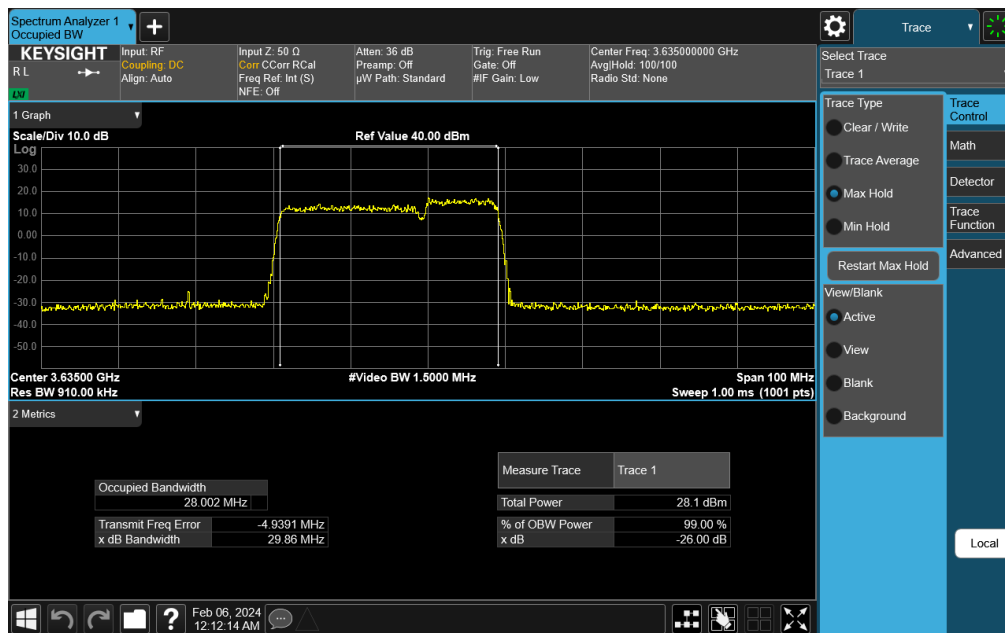 Spectrum Analyzer 1
Occupied BW
Trace
KEYSIGHT
R L
LXI
Input: RF
Coupling: DC
Align: Auto
Input Z: 50 Ω
Corr CCorr RCal
Freq Ref: Int (S)
NFE: Off
Atten: 36 dB
Preamp: Off
µW Path: Standard
Trig: Free Run
Gate: Off
#IF Gain: Low
Center Freq: 3.635000000 GHz
Avg|Hold: 100/100
Radio Std: None
Select Trace
Trace 1
1 Graph
Scale/Div 10.0 dB
Ref Value 40.00 dBm
Log
30.0
20.0
10.0
0.00
-10.0
-20.0
-30.0
-40.0
-50.0
Center 3.63500 GHz
#Video BW 1.5000 MHz
Span 100 MHz
Res BW 910.00 kHz
Sweep 1.00 ms (1001 pts)
2 Metrics
Occupied Bandwidth
28.002 MHz
Transmit Freq Error -4.9391 MHz
x dB Bandwidth 29.86 MHz
Measure Trace Trace 1
Total Power 28.1 dBm
% of OBW Power 99.00 %
x dB -26.00 dB
Trace Type
Clear / Write
Trace Average
Max Hold
Min Hold
Restart Max Hold
View/Blank
Active
View
Blank
Background
Trace
Control
Math
Detector
Trace
Function
Advanced
Local
?
Feb 06, 2024
12:12:14 AM